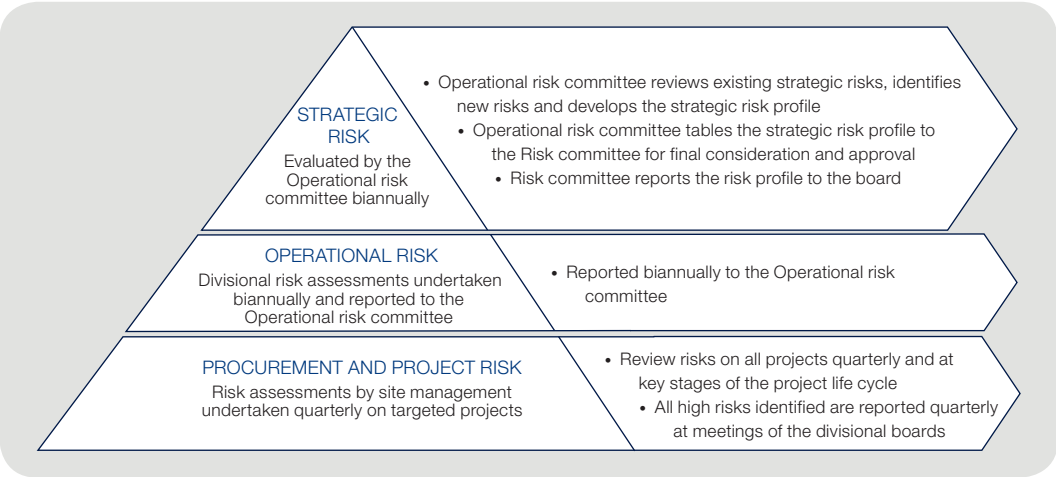 STRATEGIC
RISK
Evaluated by the
Operational risk
committee biannually
• Operational risk committee reviews existing strategic risks, identifies
new risks and develops the strategic risk profile
• Operational risk committee tables the strategic risk profile to
the Risk committee for final consideration and approval
• Risk committee reports the risk profile to the board
OPERATIONAL RISK
Divisional risk assessments undertaken
biannually and reported to the
Operational risk committee
• Reported biannually to the Operational risk
committee
PROCUREMENT AND PROJECT RISK
Risk assessments by site management
undertaken quarterly on targeted projects
• Review risks on all projects quarterly and at
key stages of the project life cycle
• All high risks identified are reported quarterly
at meetings of the divisional boards